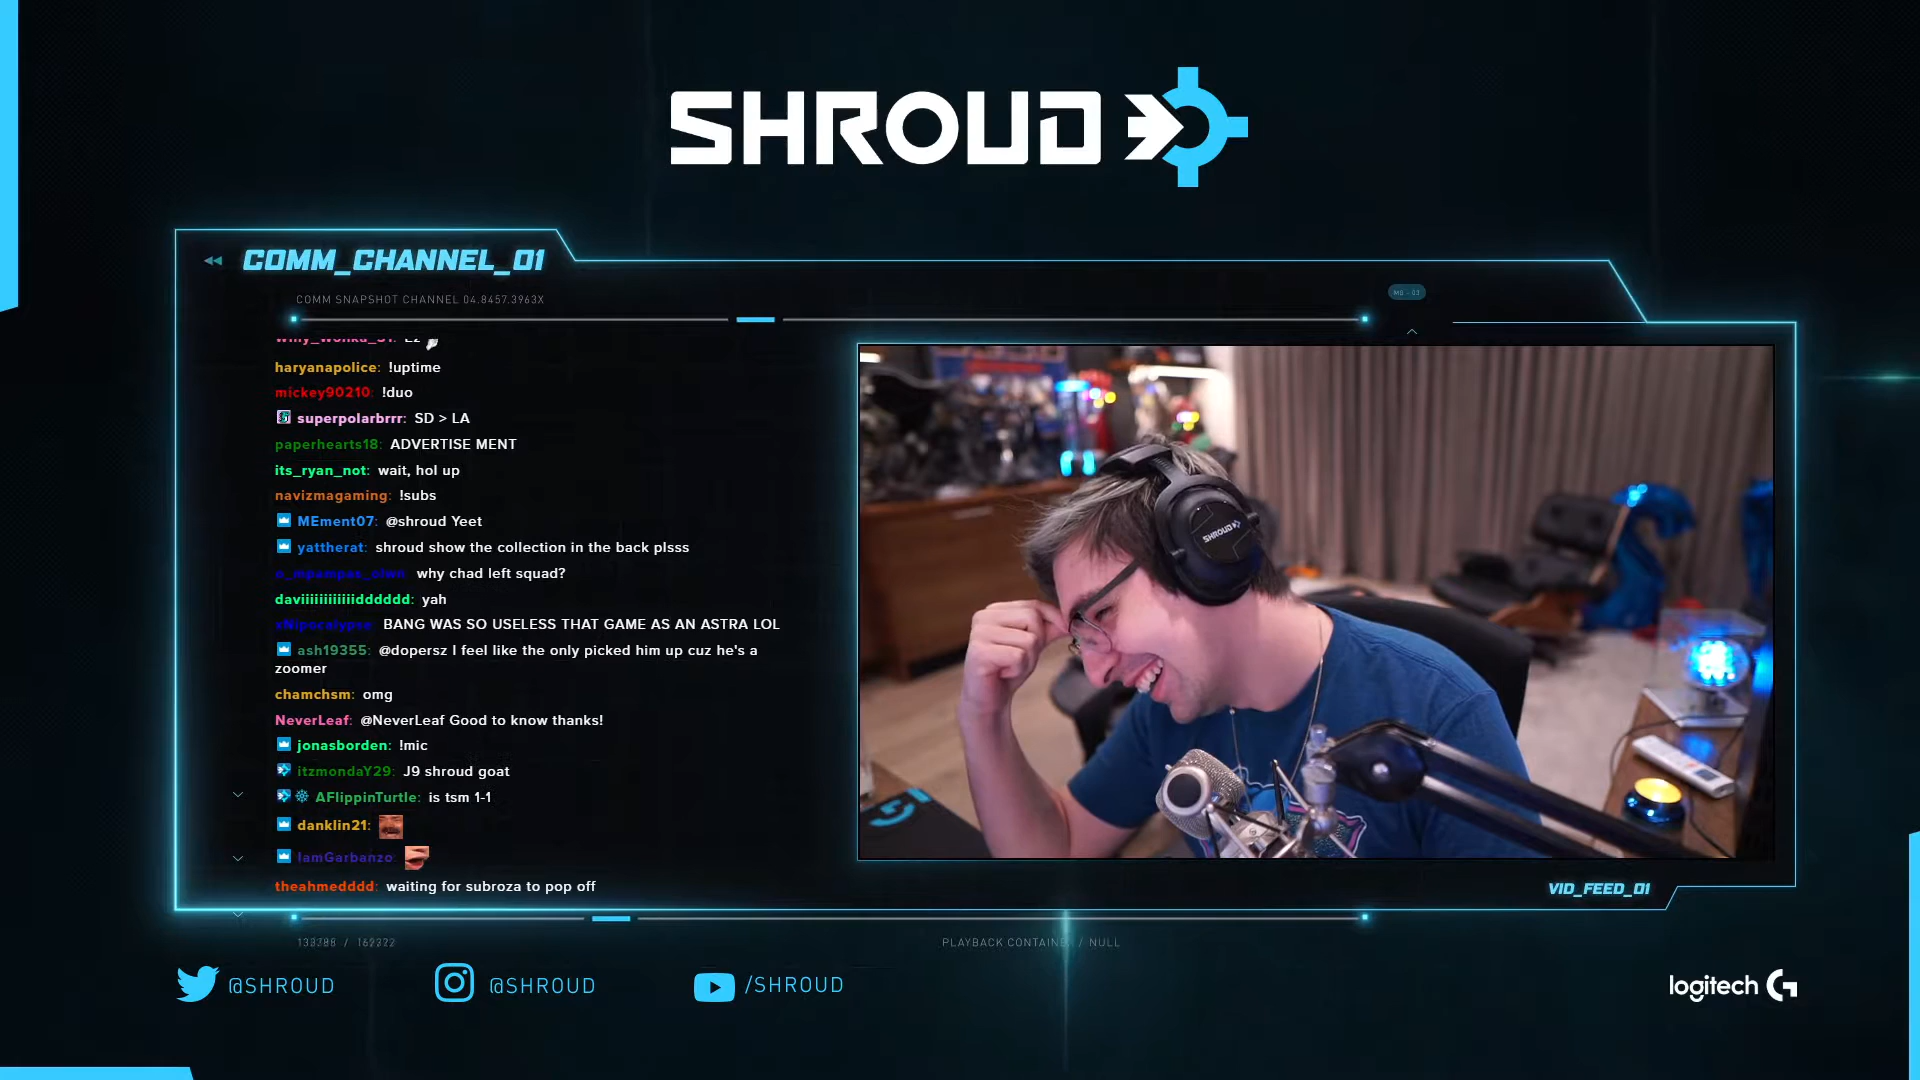 SHROUD
COMM_CHANNEL_01
COMM SNAPSHOT CHANNEL 04.8457.3963X
haryanapolice: !uptime
mickey90210: !duo
superpolarbrrr: SD > LA
paperhearts18: ADVERTISE MENT
its_ryan_not: wait, hol up
navizmagaming: !subs
MEment07: @shroud Yeet
yattherat: shroud show the collection in the back plsss
why chad left squad?
daviiiiiiiiiiidddddd: yah
BANG WAS SO USELESS THAT GAME AS AN ASTRA LOL
ash19355: @dopersz I feel like the only picked him up cuz he's a
zoomer
chamchsm: omg
NeverLeaf: @NeverLeaf Good to know thanks!
jonasborden: !mic
itzmondaY29: J9 shroud goat
AFlippinTurtle: is tsm 1-1
danklin21:
IamGarbanzo:
theahmedddd: waiting for subroza to pop off
SHROUD
VID_FEED_01
PLAYBACK CONTAINER / NULL
@SHROUD
@SHROUD
/SHROUD
logitech G